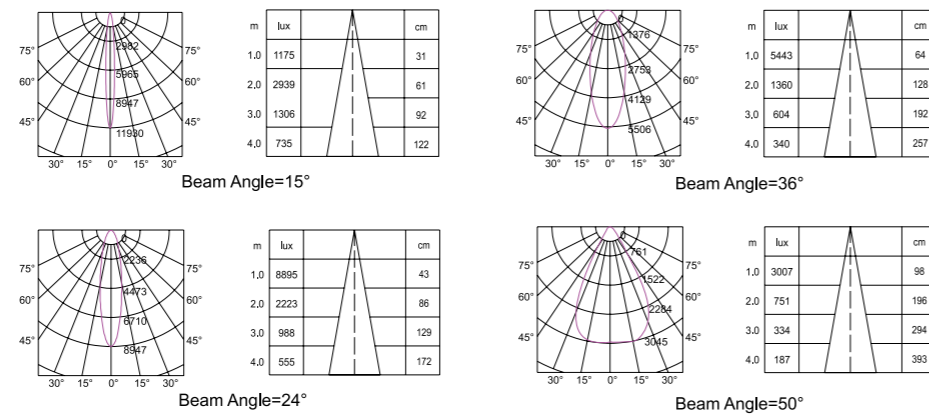 2982
5965
8947
11930
75°
60°
45°
30° 15° 0° 15° 30°
m lux cm
1,0 1175 31
2,0 2939 61
3.0 1306 92
4,0 735 122
Beam Angle=15°
1376
2753
4129
5506
75° 75°
60° 60°
45° 45°
30° 15° 0° 15° 30°
m lux cm
1,0 5443 64
2,0 1360 128
3.0 604 192
4,0 340 257
Beam Angle=36°
2236
4473
6710
8947
75° 75°
60° 60°
45° 45°
30° 15° 0° 15° 30°
m lux cm
1,0 8895 43
2.0 2223 86
3.0 988 129
4.0 555 172
Beam Angle=24°
761
1522
2284
3045
75° 75°
60° 60°
45° 45°
30° 15° 0° 15° 30°
m lux cm
1,0 3007 98
2,0 751 196
3,0 334 294
4,0 187 393
Beam Angle=50°